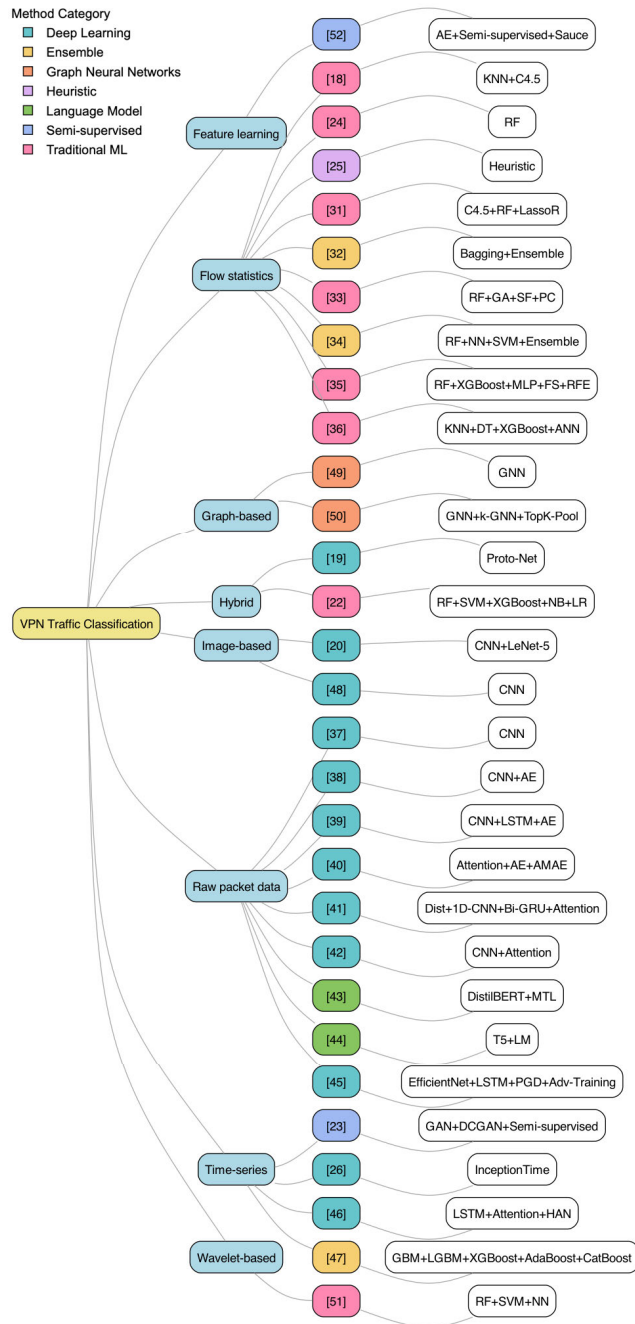 Method Category
Deep Learning
Ensemble
Graph Neural Networks
Heuristic
Language Model
Semi-supervised
Traditional ML
VPN Traffic Classification
Feature learning
[52] AE+Semi-supervised+Sauce
Flow statistics
[18] KNN+C4.5
[24] RF
[25] Heuristic
[31] C4.5+RF+LassoR
[32] Bagging+Ensemble
[33] RF+GA+SF+PC
[34] RF+NN+SVM+Ensemble
[35] RF+XGBoost+MLP+FS+RFE
[36] KNN+DT+XGBoost+ANN
Graph-based
[49] GNN
[50] GNN+k-GNN+TopK-Pool
Hybrid
[19] Proto-Net
[22] RF+SVM+XGBoost+NB+LR
Image-based
[20] CNN+LeNet-5
[48] CNN
Raw packet data
[37] CNN
[38] CNN+AE
[39] CNN+LSTM+AE
[40] Attention+AE+AMAE
[41] Dist+1D-CNN+Bi-GRU+Attention
[42] CNN+Attention
[43] DistilBERT+MTL
[44] T5+LM
[45] EfficientNet+LSTM+PGD+Adv-Training
Time-series
[23] GAN+DCGAN+Semi-supervised
[26] InceptionTime
[46] LSTM+Attention+HAN
[47] GBM+LGBM+XGBoost+AdaBoost+CatBoost
Wavelet-based
[51] RF+SVM+NN